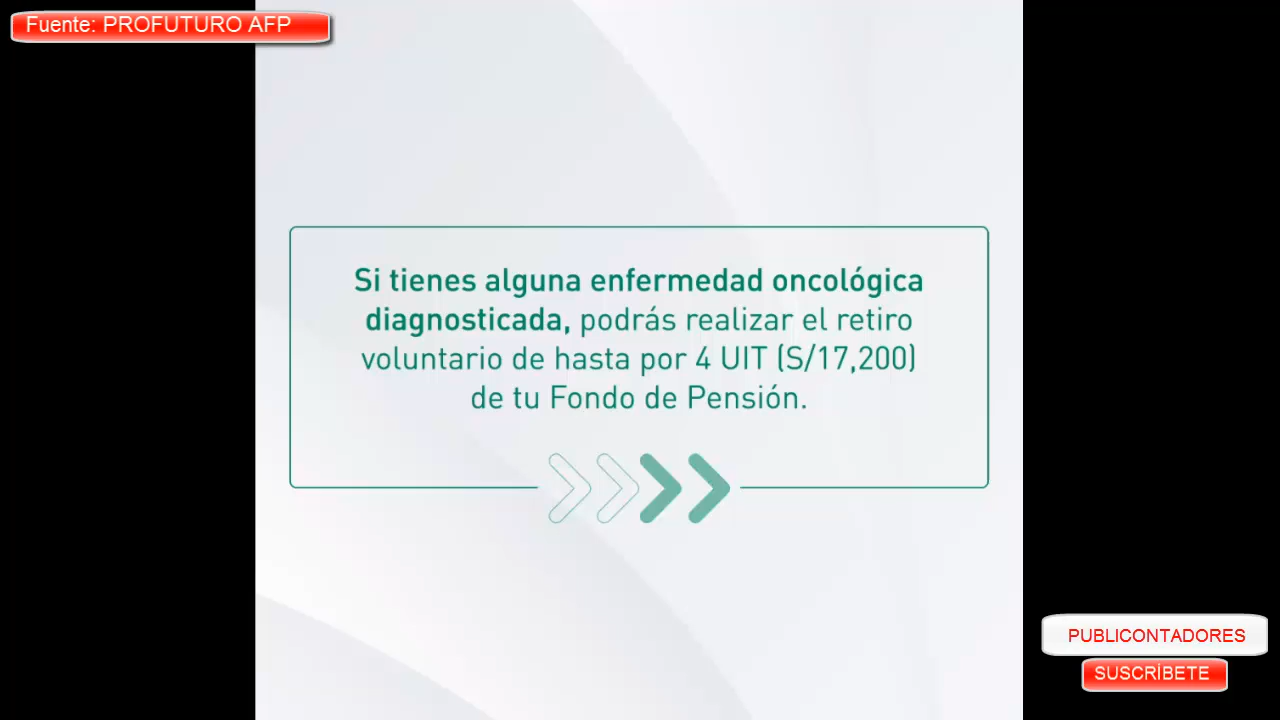 Fuente: PROFUTURO AFP
Si tienes alguna enfermedad oncológica
diagnosticada, podrás realizar el retiro
voluntario de hasta por 4 UIT (S/17,200)
de tu Fondo de Pensión.
PUBLICONTADORES
SUSCRÍBETE